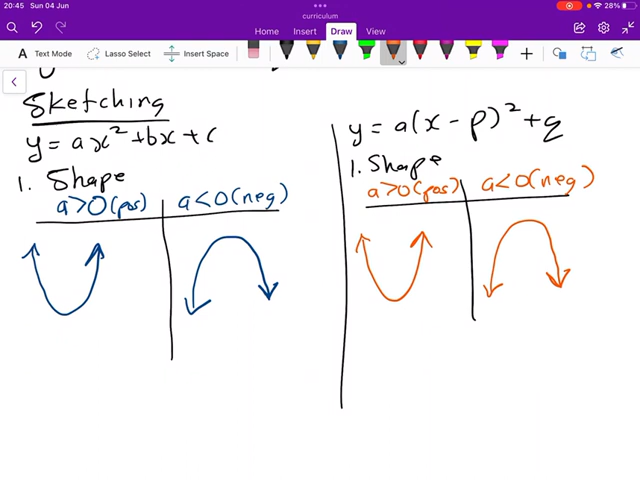 20:45 Sun 04 Jun
28%
curriculum
Home Insert Draw View
Text Mode Lasso Select Insert Space
Sketching
y = ax² + bx + c
1. Shape
a > 0 (pos) a < 0 (neg)
y = a(x - p)² + q
1. Shape
a > 0 (pos) a < 0 (neg)